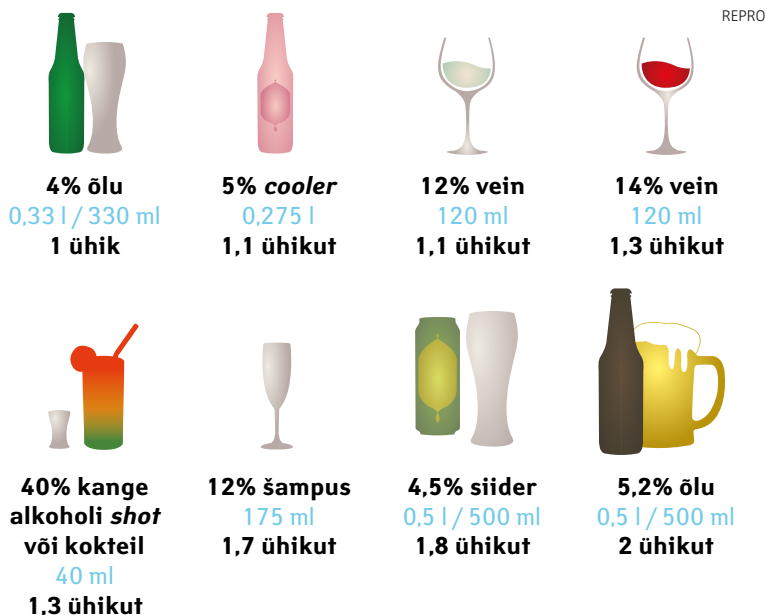 REPRO
4% õlu
0,33 l / 330 ml
1 ühik
5% cooler
0,275 l
1,1 ühikut
12% vein
120 ml
1,1 ühikut
14% vein
120 ml
1,3 ühikut
40% kange
alkoholi shot
või kokteil
40 ml
1,3 ühikut
12% šampus
175 ml
1,7 ühikut
4,5% siider
0,5 l / 500 ml
1,8 ühikut
5,2% õlu
0,5 l / 500 ml
2 ühikut